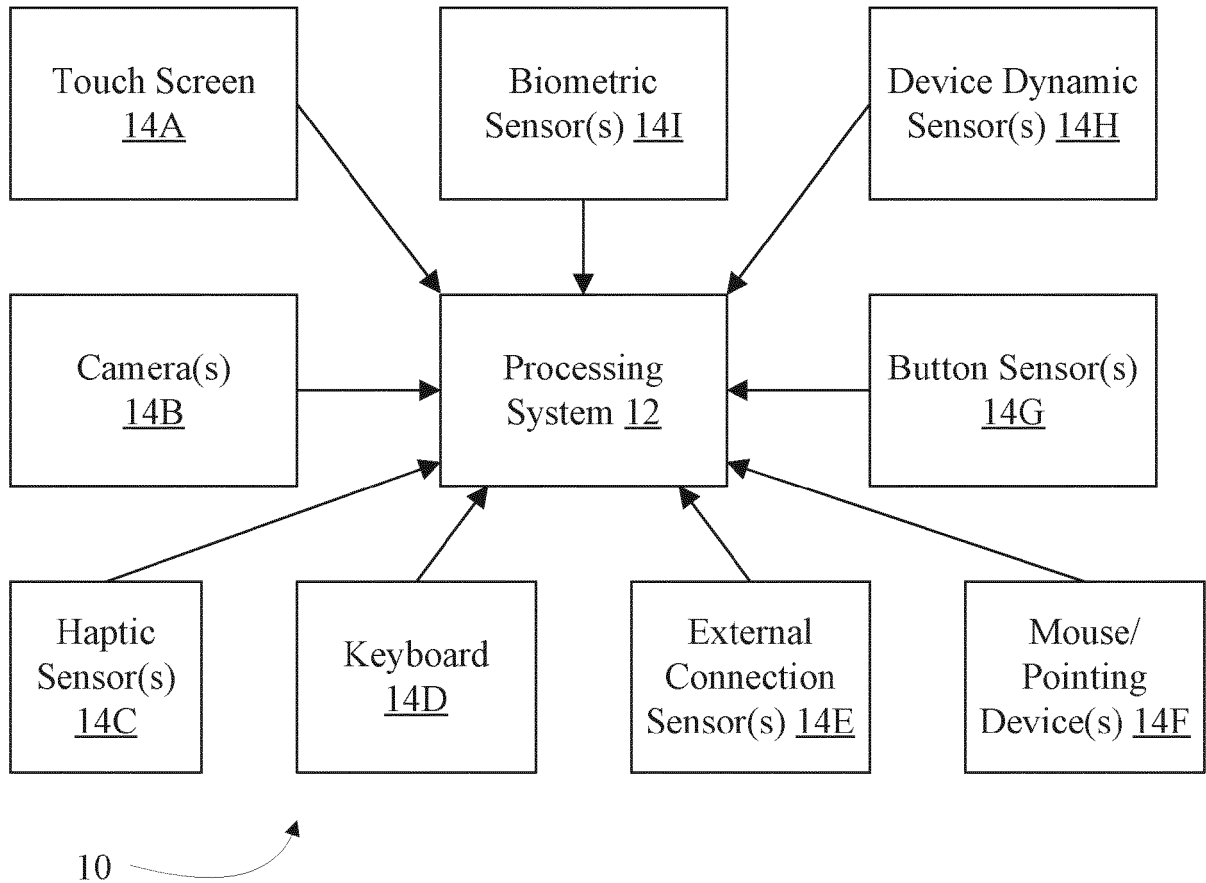 Touch Screen
14A
Biometric
Sensor(s) 14I
Device Dynamic
Sensor(s) 14H
Camera(s)
14B
Processing
System 12
Button Sensor(s)
14G
Haptic
Sensor(s)
14C
Keyboard
14D
External
Connection
Sensor(s) 14E
Mouse/
Pointing
Device(s) 14F
10